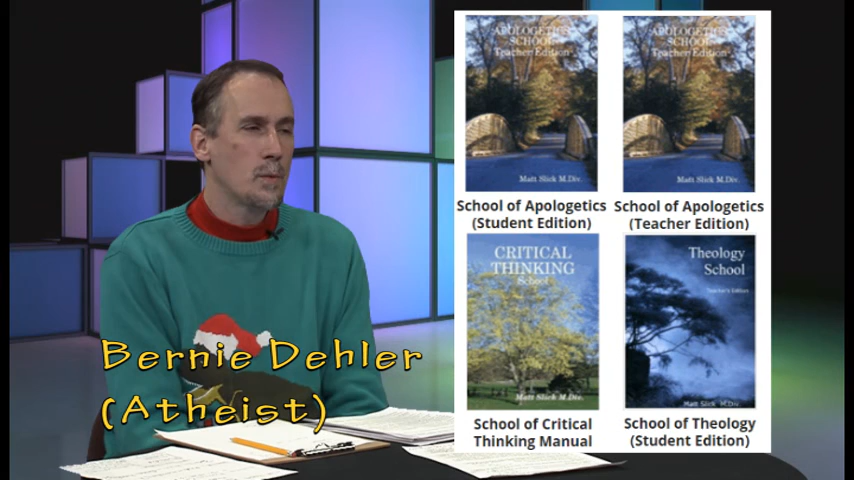 Bernie Dehler
(Atheist)
APOLOGETICS
SCHOOL
Teacher Edition
Matt Slick M.Div.
APOLOGETICS
SCHOOL
Teacher Edition
Matt Slick M.Div.
School of Apologetics
(Student Edition)
School of Apologetics
(Teacher Edition)
CRITICAL
THINKING
School
Matt Slick M.Div.
Theology
School
Teacher's Edition
Matt Slick M.Div.
School of Critical
Thinking Manual
School of Theology
(Student Edition)